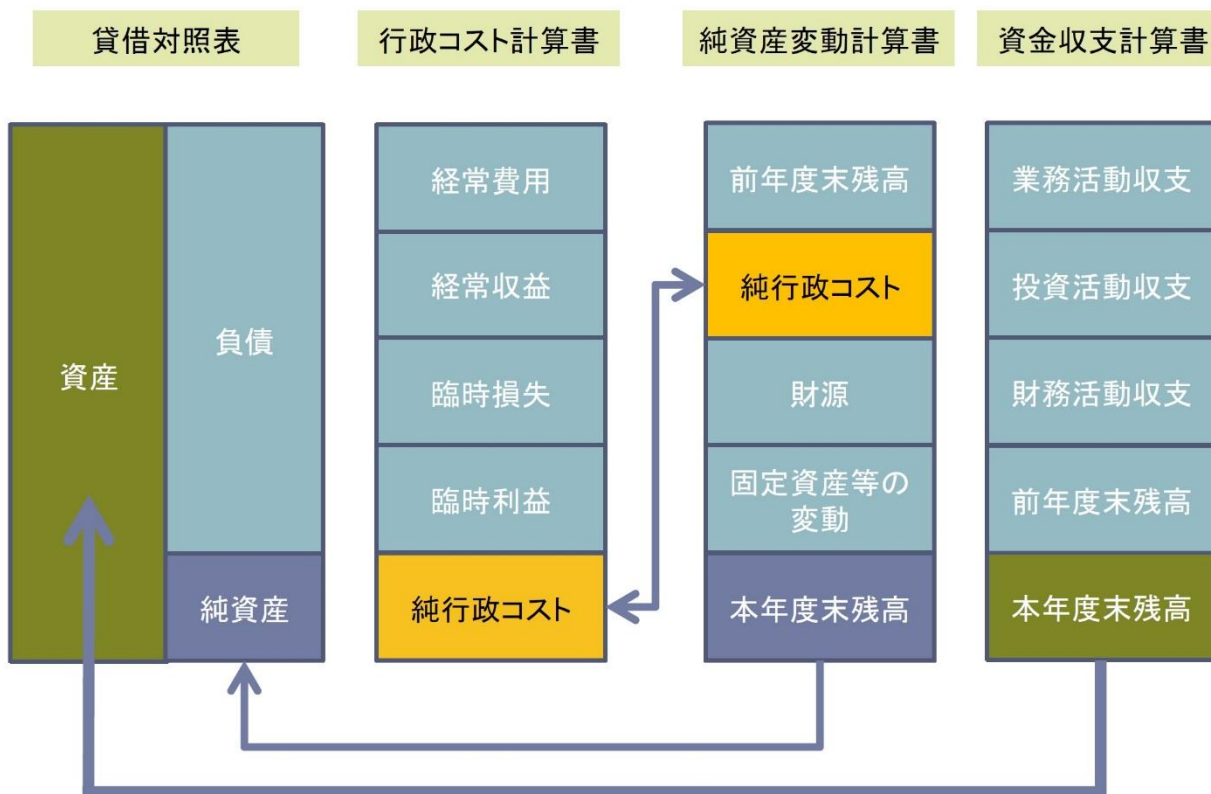 貸借対照表
行政コスト計算書
純資産変動計算書
資金収支計算書
資産
負債
純資産
経常費用
経常収益
臨時損失
臨時利益
純行政コスト
前年度末残高
純行政コスト
財源
固定資産等の
変動
本年度末残高
業務活動収支
投資活動収支
財務活動収支
前年度末残高
本年度末残高